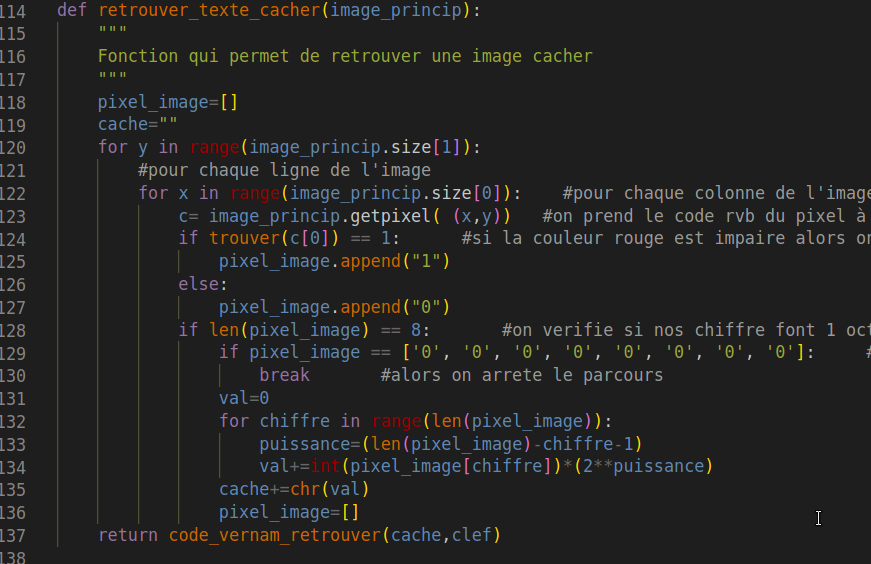 114 def retrouver_texte_cacher(image_princip):
115     """
116     Fonction qui permet de retrouver une image cacher
117     """
118     pixel_image=[]
119     cache=""
120     for y in range(image_princip.size[1]):
121         #pour chaque ligne de l'image
122         for x in range(image_princip.size[0]):    #pour chaque colonne de l'image
123             c= image_princip.getpixel( (x,y))   #on prend le code rvb du pixel à
124             if trouver(c[0]) == 1:      #si la couleur rouge est impaire alors on
125                 pixel_image.append("1")
126             else:
127                 pixel_image.append("0")
128             if len(pixel_image) == 8:       #on verifie si nos chiffre font 1 oct
129                 if pixel_image == ['0', '0', '0', '0', '0', '0', '0', '0']:     #
130                     break       #alors on arrete le parcours
131                 val=0
132                 for chiffre in range(len(pixel_image)):
133                     puissance=(len(pixel_image)-chiffre-1)
134                     val+=int(pixel_image[chiffre])*(2**puissance)
135                 cache+=chr(val)
136                 pixel_image=[]
137     return code_vernam_retrouver(cache,clef)
138